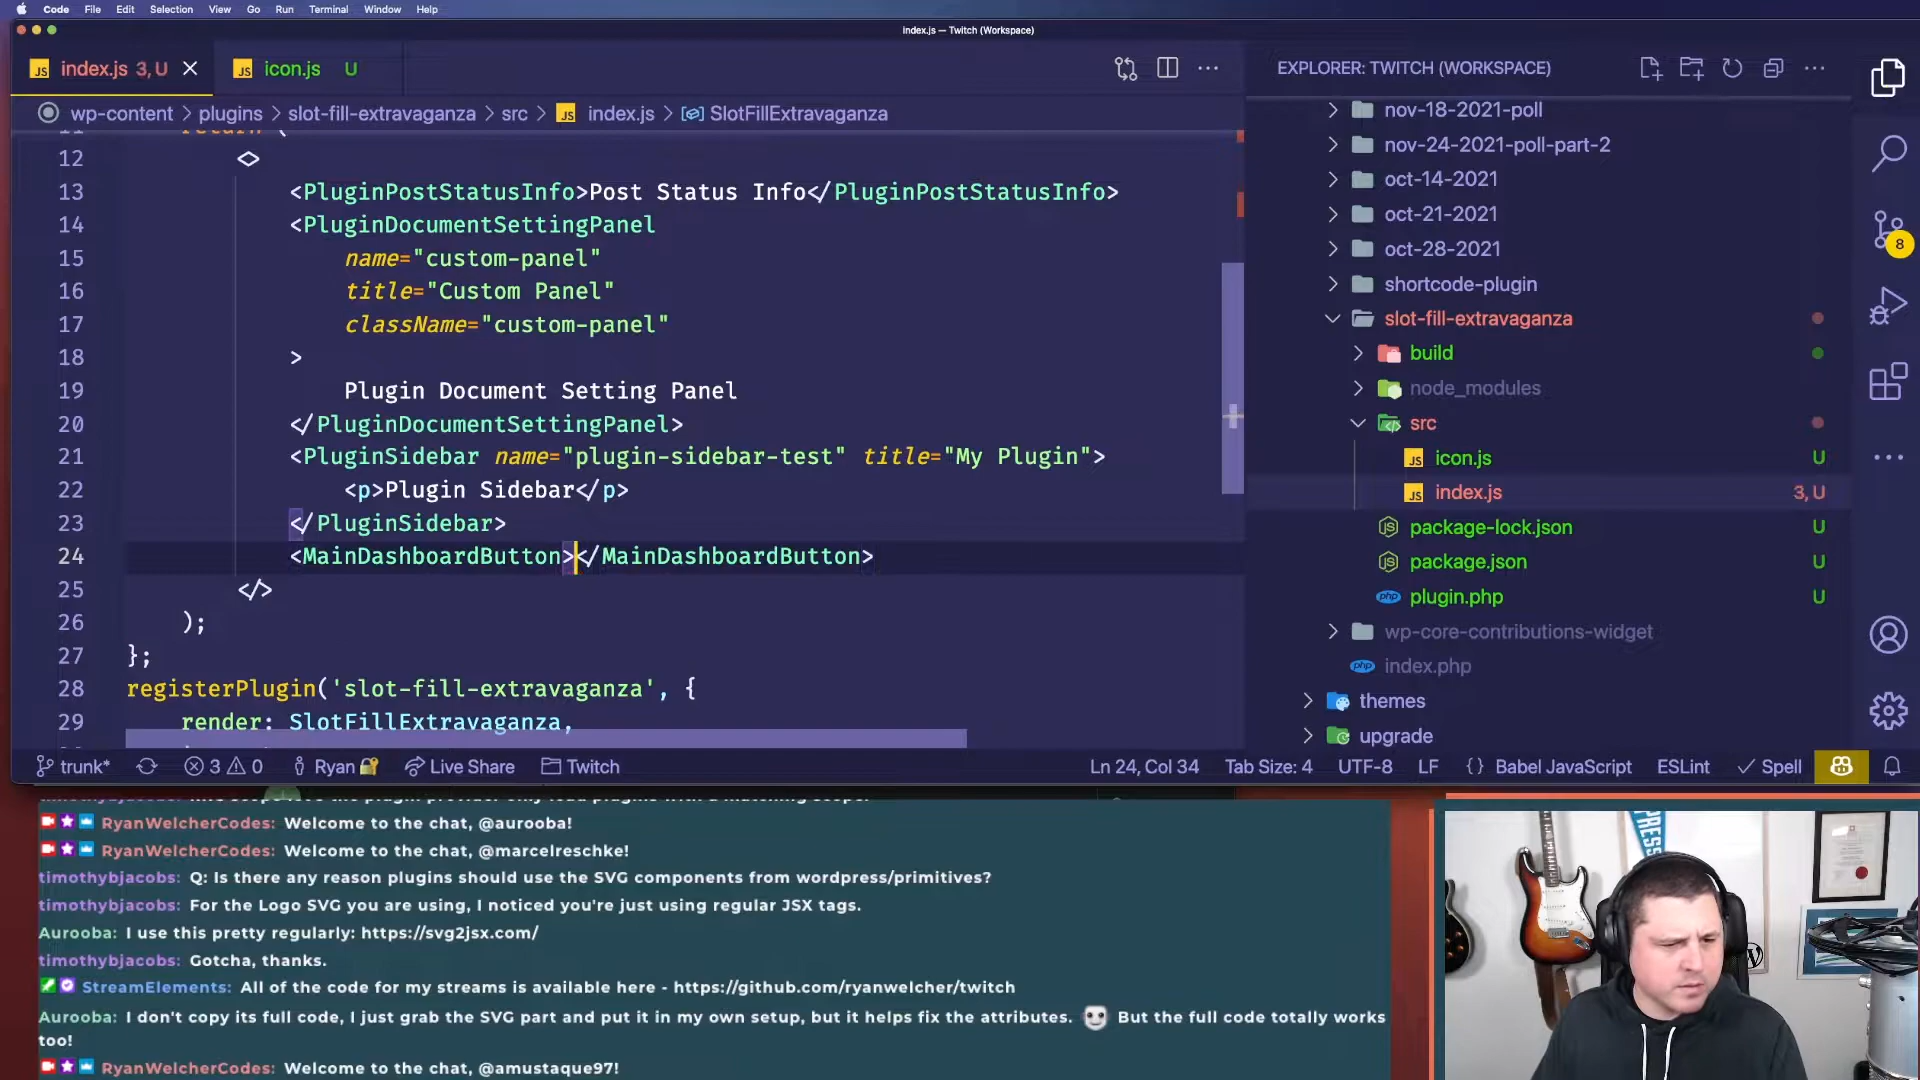 Code File Edit Selection View Go Run Terminal Window Help
index.js — Twitch (Workspace)
JS index.js 3, U
JS icon.js U
EXPLORER: TWITCH (WORKSPACE)
wp-content > plugins > slot-fill-extravaganza > src > JS index.js > SlotFillExtravaganza
11 return (
12 <>
13 <PluginPostStatusInfo>Post Status Info</PluginPostStatusInfo>
14 <PluginDocumentSettingPanel
15 name="custom-panel"
16 title="Custom Panel"
17 className="custom-panel"
18 >
19 Plugin Document Setting Panel
20 </PluginDocumentSettingPanel>
21 <PluginSidebar name="plugin-sidebar-test" title="My Plugin">
22 <p>Plugin Sidebar</p>
23 </PluginSidebar>
24 <MainDashboardButton></MainDashboardButton>
25 </>
26 );
27 };
28 registerPlugin('slot-fill-extravaganza', {
29 render: SlotFillExtravaganza,
nov-18-2021-poll
nov-24-2021-poll-part-2
oct-14-2021
oct-21-2021
oct-28-2021
shortcode-plugin
slot-fill-extravaganza
build
node_modules
src
JS icon.js U
JS index.js 3, U
package-lock.json U
package.json U
php plugin.php U
wp-core-contributions-widget
php index.php
themes
upgrade
8
trunk* 3 0 Ryan Live Share Twitch
Ln 24, Col 34 Tab Size: 4 UTF-8 LF {} Babel JavaScript ESLint Spell
RyanWelcherCodes: Welcome to the chat, @aurooba!
RyanWelcherCodes: Welcome to the chat, @marcelreschke!
timothybjacobs: Q: Is there any reason plugins should use the SVG components from wordpress/primitives?
timothybjacobs: For the Logo SVG you are using, I noticed you're just using regular JSX tags.
Aurooba: I use this pretty regularly: https://svg2jsx.com/
timothybjacobs: Gotcha, thanks.
StreamElements: All of the code for my streams is available here - https://github.com/ryanwelcher/twitch
Aurooba: I don't copy its full code, I just grab the SVG part and put it in my own setup, but it helps fix the attributes. But the full code totally works
too!
RyanWelcherCodes: Welcome to the chat, @amustaque97!